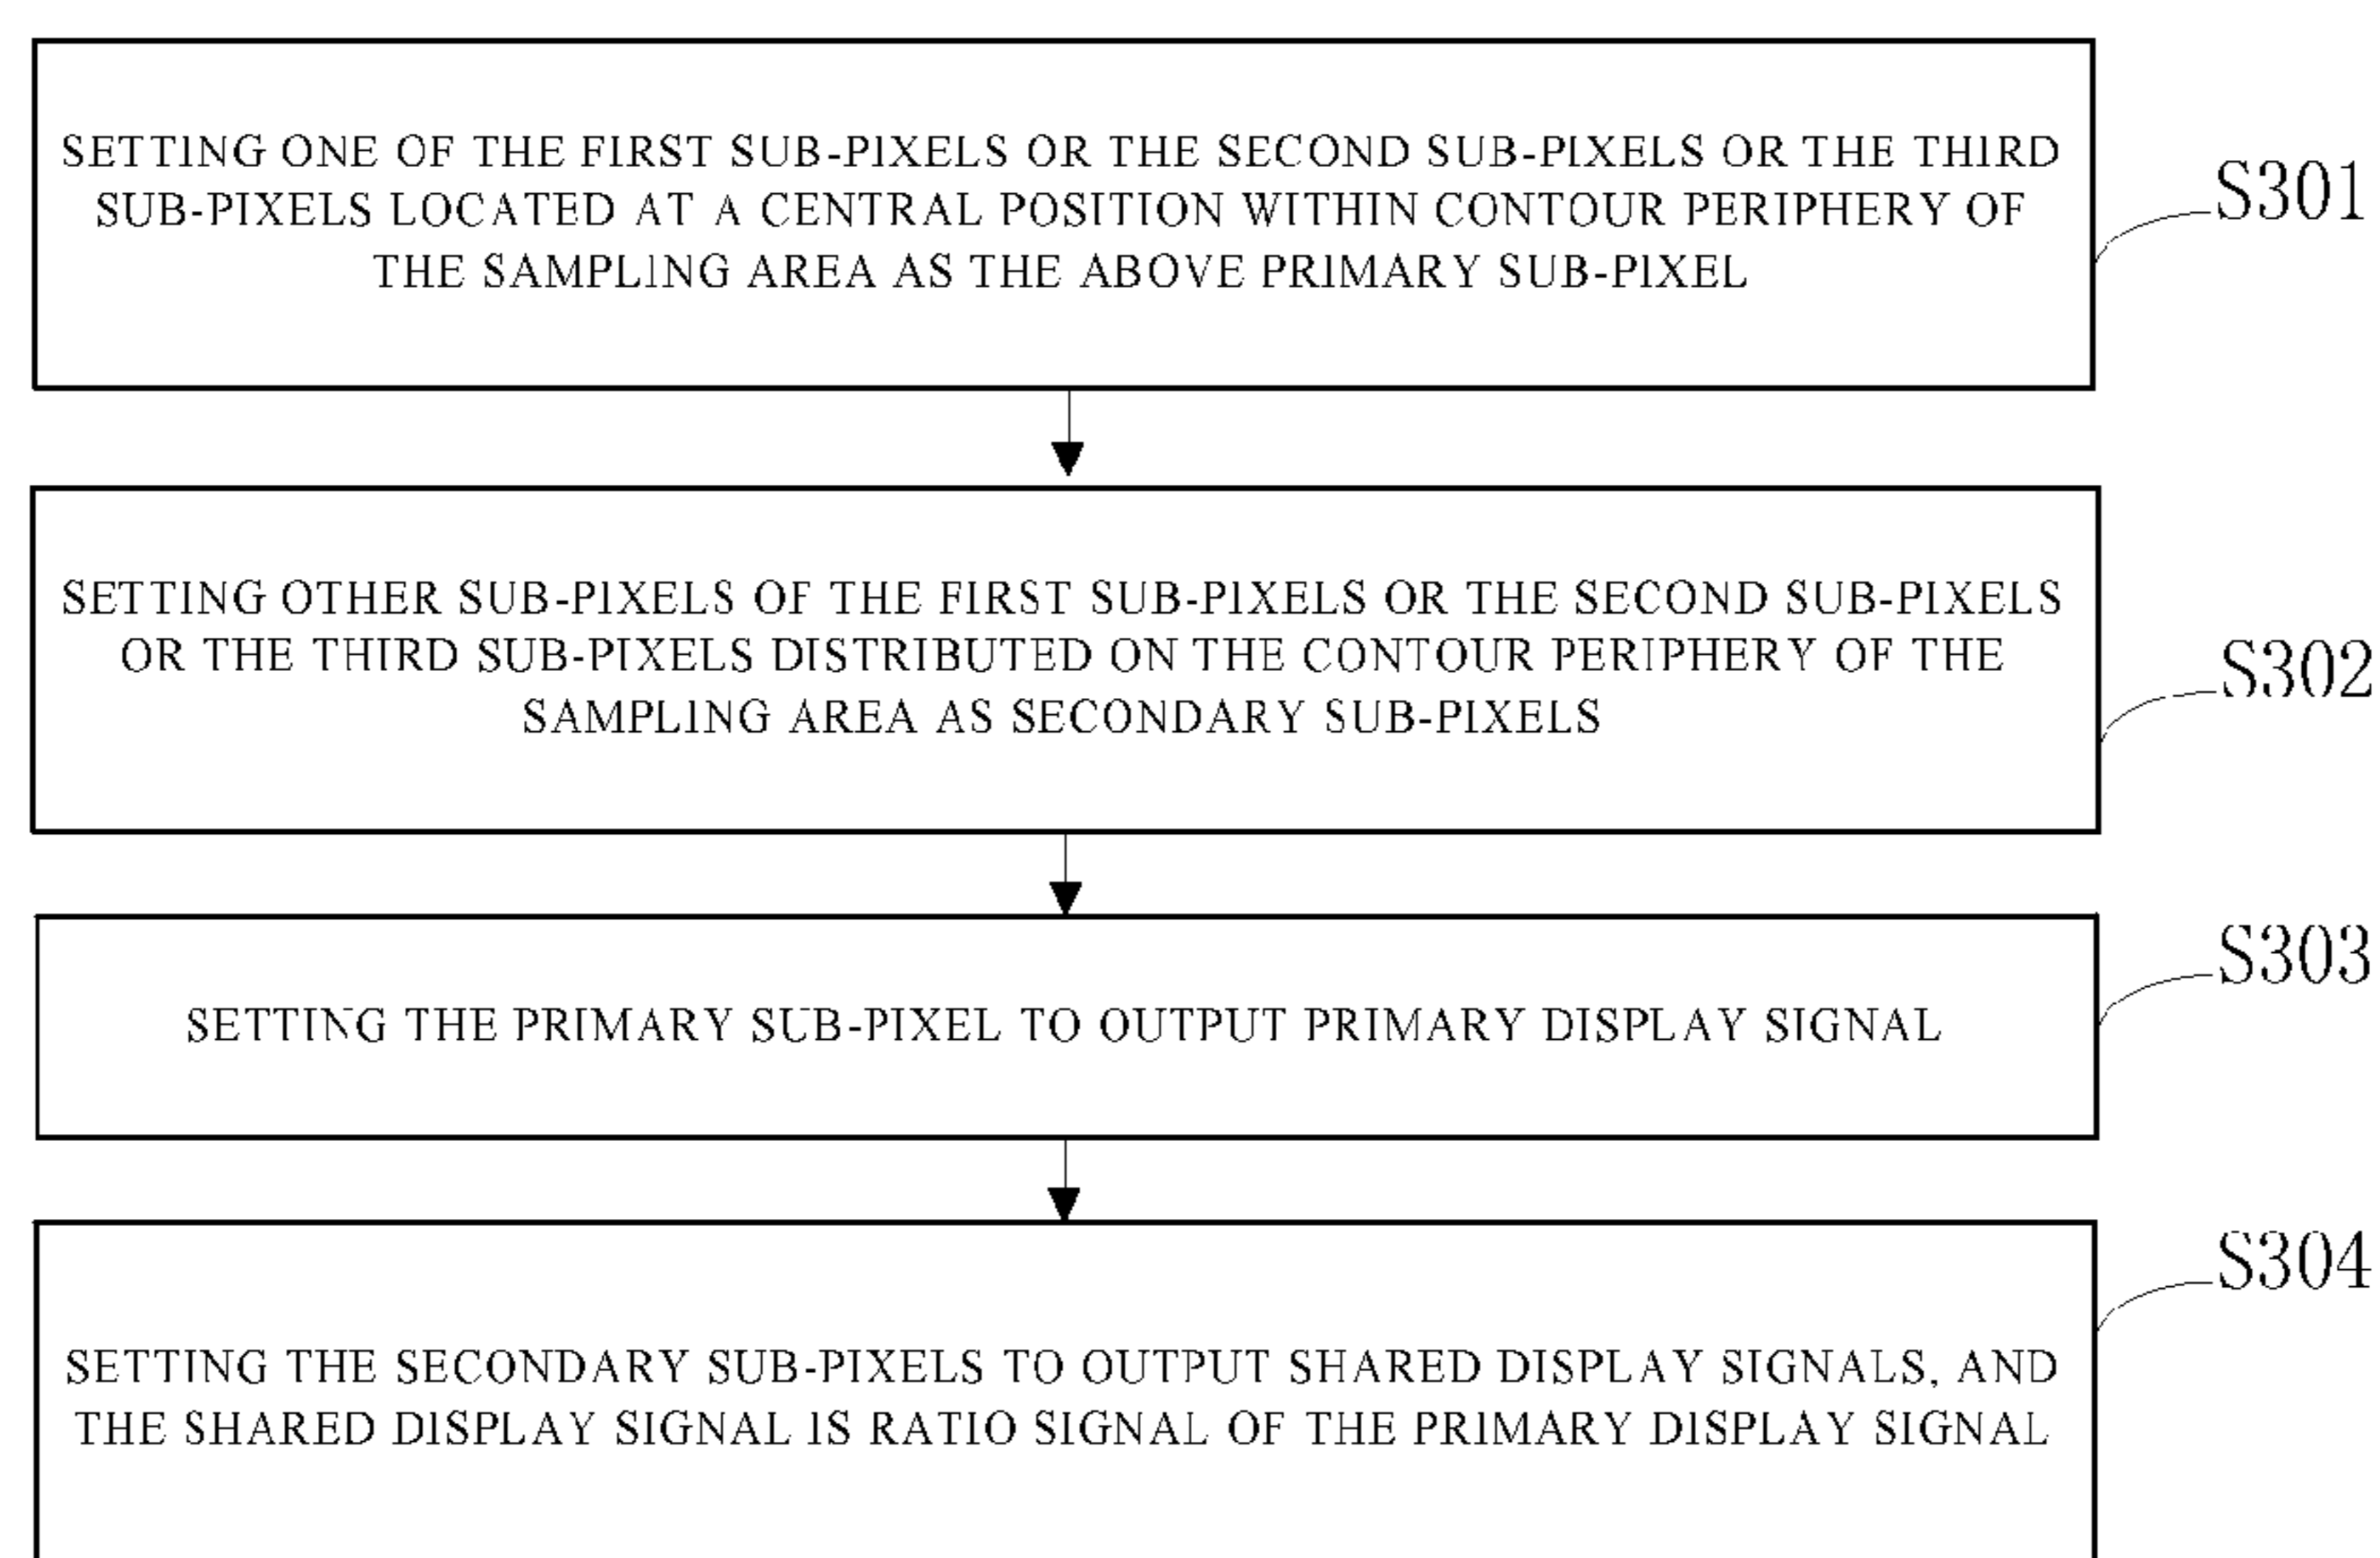 SETTING ONE OF THE FIRST SUB-PIXELS OR THE SECOND SUB-PIXELS OR THE THIRD
SUB-PIXELS LOCATED AT A CENTRAL POSITION WITHIN CONTOUR PERIPHERY OF
THE SAMPLING AREA AS THE ABOVE PRIMARY SUB-PIXEL
S301
SETTING OTHER SUB-PIXELS OF THE FIRST SUB-PIXELS OR THE SECOND SUB-PIXELS
OR THE THIRD SUB-PIXELS DISTRIBUTED ON THE CONTOUR PERIPHERY OF THE
SAMPLING AREA AS SECONDARY SUB-PIXELS
S302
SETTING THE PRIMARY SUB-PIXEL TO OUTPUT PRIMARY DISPLAY SIGNAL
S303
SETTING THE SECONDARY SUB-PIXELS TO OUTPUT SHARED DISPLAY SIGNALS, AND
THE SHARED DISPLAY SIGNAL IS RATIO SIGNAL OF THE PRIMARY DISPLAY SIGNAL
S304